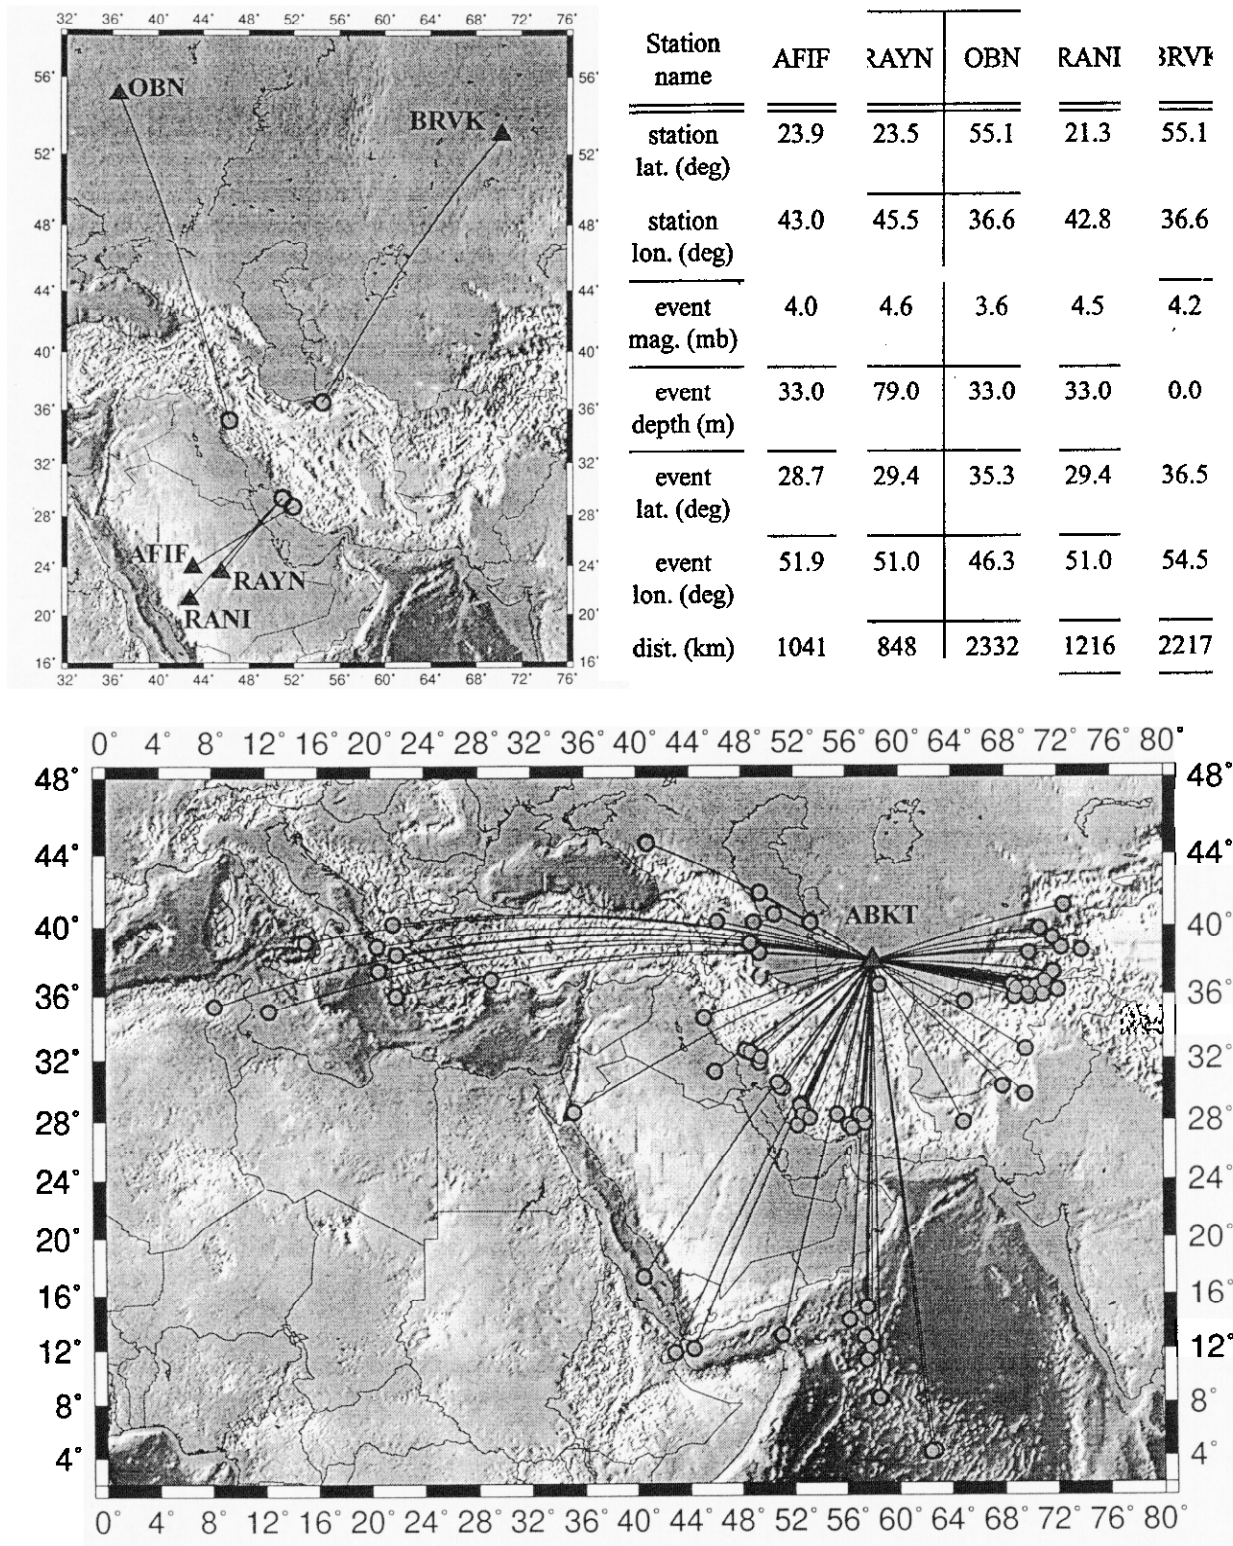 32° 36° 40° 44° 48° 52° 56° 60° 64° 68° 72° 76°
56° OBN 56°
BRVK
52° 52°
48° 48°
44° 44°
40° 40°
36° 36°
32° 32°
28° 28°
AFIF
24° RAYN 24°
20° RANI 20°
16° 16°
32° 36° 40° 44° 48° 52° 56° 60° 64° 68° 72° 76°
Station
name AFIF RAYN OBN RANI BRVK
station
lat. (deg) 23.9 23.5 55.1 21.3 55.1
station
lon. (deg) 43.0 45.5 36.6 42.8 36.6
event
mag. (mb) 4.0 4.6 3.6 4.5 4.2
event
depth (m) 33.0 79.0 33.0 33.0 0.0
event
lat. (deg) 28.7 29.4 35.3 29.4 36.5
event
lon. (deg) 51.9 51.0 46.3 51.0 54.5
dist. (km) 1041 848 2332 1216 2217
0° 4° 8° 12° 16° 20° 24° 28° 32° 36° 40° 44° 48° 52° 56° 60° 64° 68° 72° 76° 80°
48° 48°
44° 44°
ABKT
40° 40°
36° 36°
32° 32°
28° 28°
24° 24°
20° 20°
16° 16°
12° 12°
8° 8°
4° 4°
0° 4° 8° 12° 16° 20° 24° 28° 32° 36° 40° 44° 48° 52° 56° 60° 64° 68° 72° 76° 80°